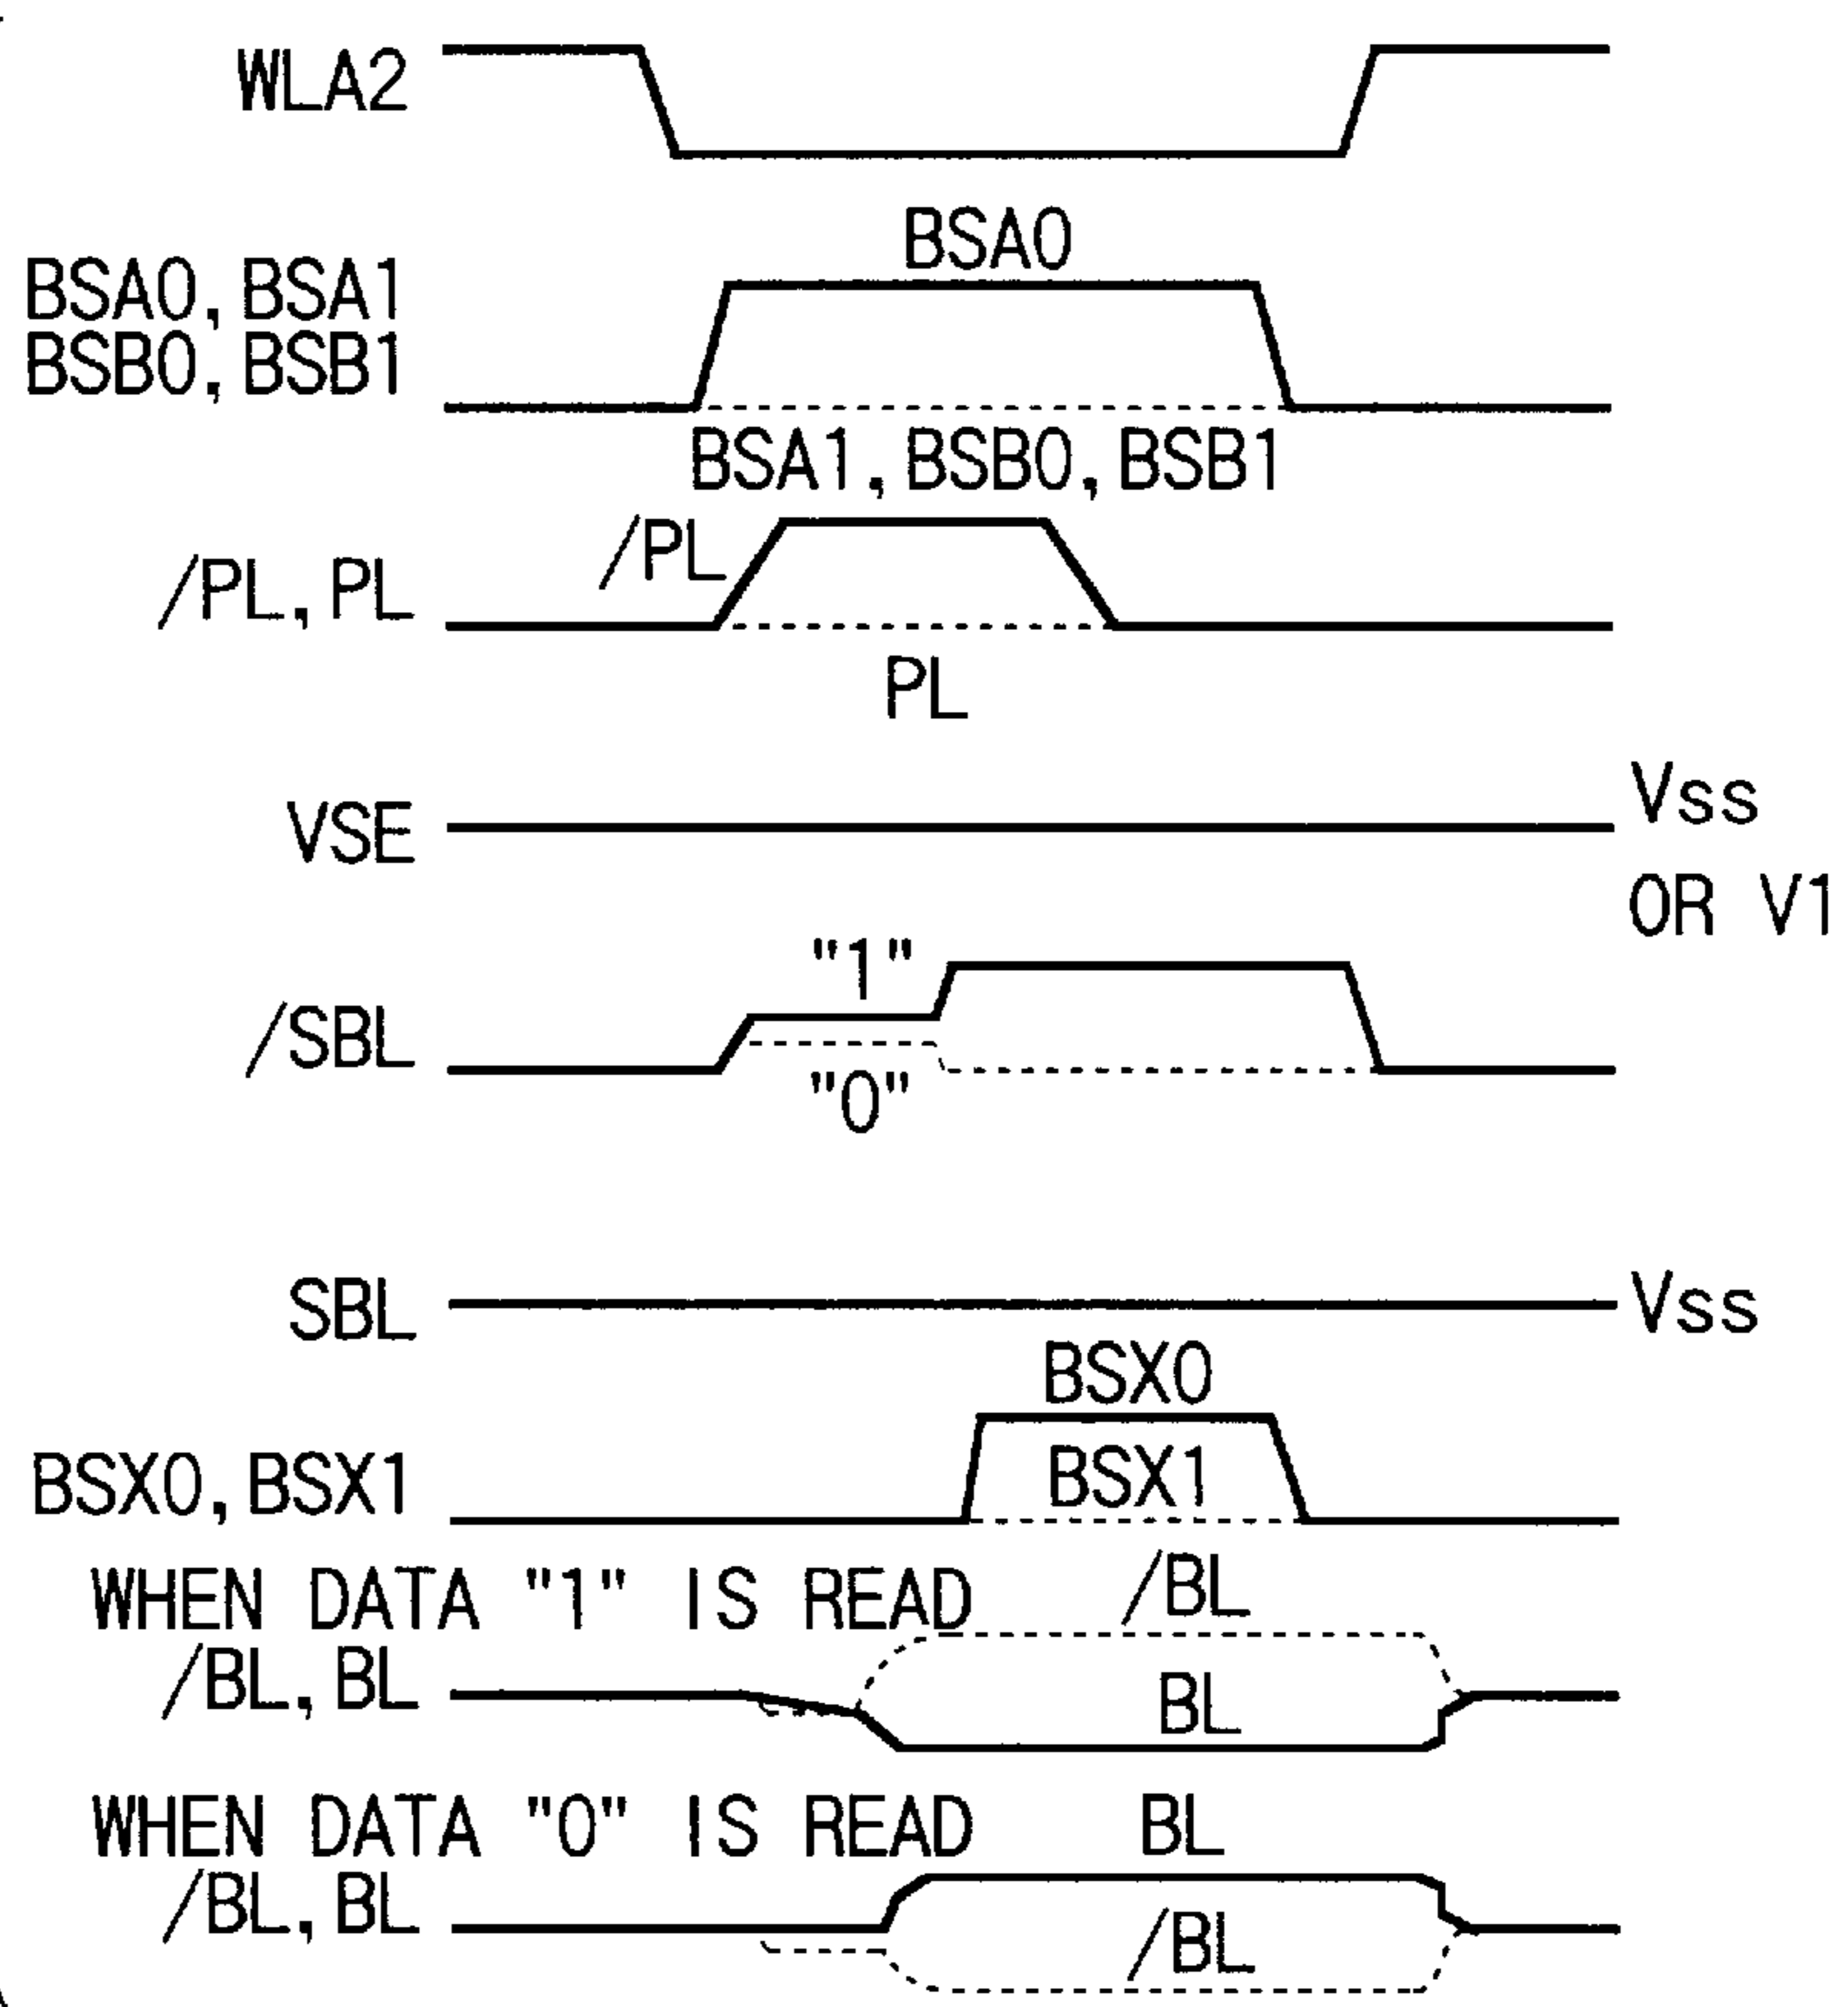 WLA2
BSA0
BSA0, BSA1
BSB0, BSB1
BSA1, BSB0, BSB1
/PL
/PL, PL
PL
VSE
Vss
OR V1
"1"
/SBL
"0"
SBL
Vss
BSX0
BSX0, BSX1
BSX1
WHEN DATA "1" IS READ
/BL
/BL, BL
BL
WHEN DATA "0" IS READ
BL
/BL, BL
/BL